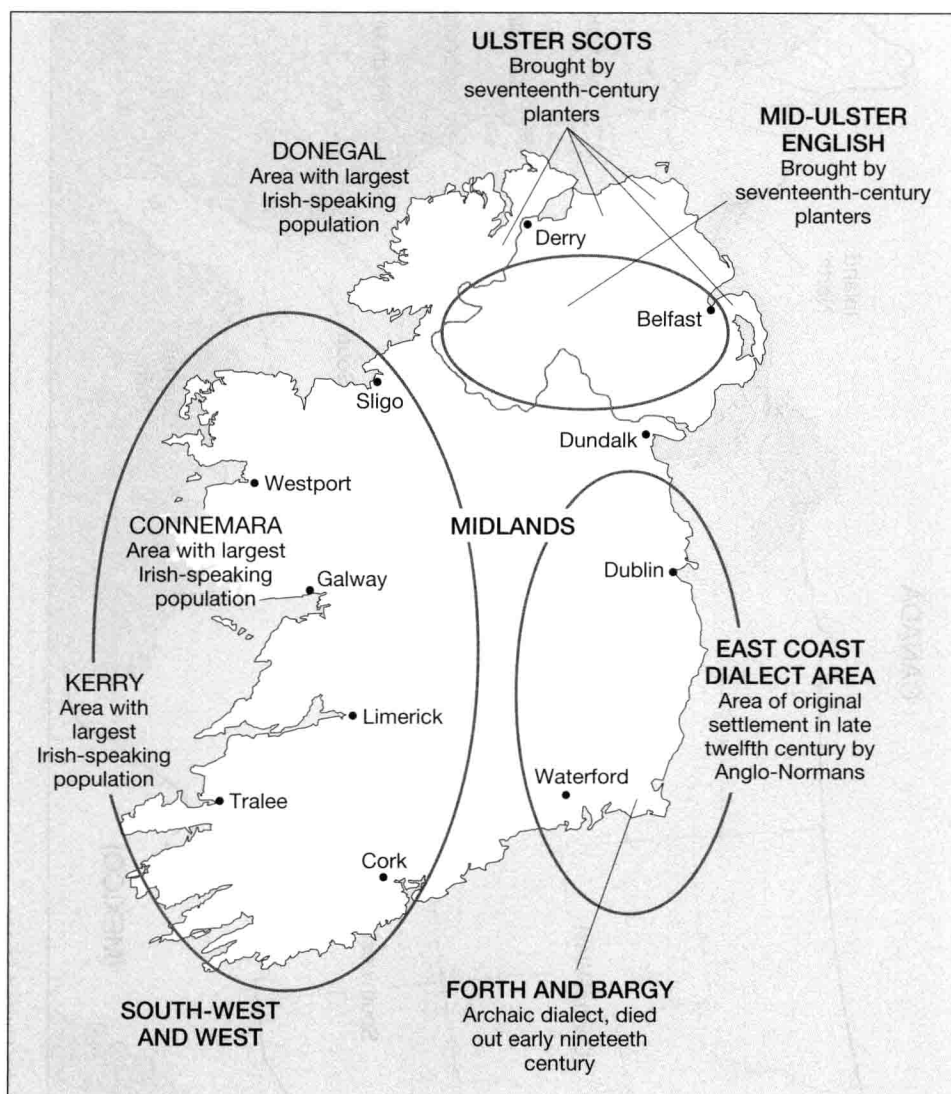 ULSTER SCOTS
Brought by
seventeenth-century
planters
MID-ULSTER
ENGLISH
Brought by
seventeenth-century
planters
DONEGAL
Area with largest
Irish-speaking
population
Derry
Belfast
Sligo
Dundalk
Westport
CONNEMARA
Area with largest
Irish-speaking
population
MIDLANDS
Galway
Dublin
EAST COAST
DIALECT AREA
Area of original
settlement in late
twelfth century by
Anglo-Normans
KERRY
Area with
largest
Irish-speaking
population
Limerick
Tralee
Waterford
Cork
SOUTH-WEST
AND WEST
FORTH AND BARGY
Archaic dialect, died
out early nineteeth
century